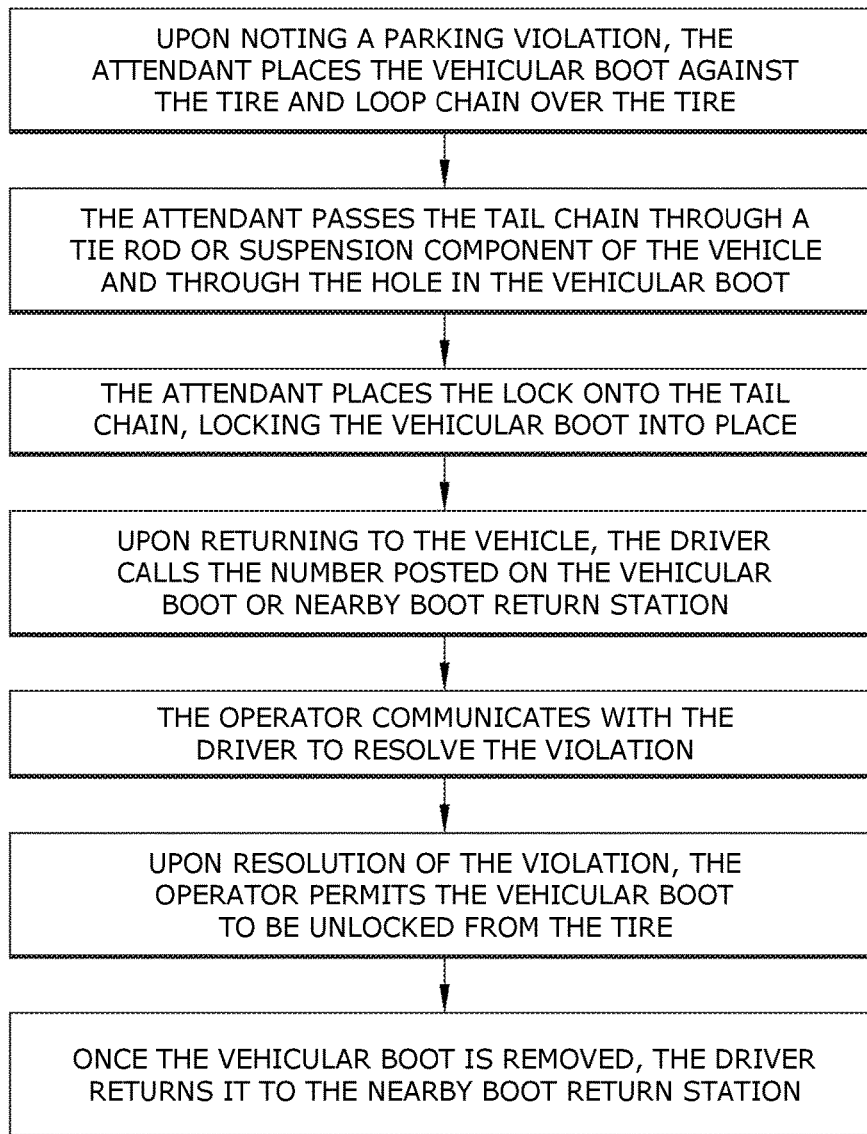 UPON NOTING A PARKING VIOLATION, THE
ATTENDANT PLACES THE VEHICULAR BOOT AGAINST
THE TIRE AND LOOP CHAIN OVER THE TIRE
THE ATTENDANT PASSES THE TAIL CHAIN THROUGH A
TIE ROD OR SUSPENSION COMPONENT OF THE VEHICLE
AND THROUGH THE HOLE IN THE VEHICULAR BOOT
THE ATTENDANT PLACES THE LOCK ONTO THE TAIL
CHAIN, LOCKING THE VEHICULAR BOOT INTO PLACE
UPON RETURNING TO THE VEHICLE, THE DRIVER
CALLS THE NUMBER POSTED ON THE VEHICULAR
BOOT OR NEARBY BOOT RETURN STATION
THE OPERATOR COMMUNICATES WITH THE
DRIVER TO RESOLVE THE VIOLATION
UPON RESOLUTION OF THE VIOLATION, THE
OPERATOR PERMITS THE VEHICULAR BOOT
TO BE UNLOCKED FROM THE TIRE
ONCE THE VEHICULAR BOOT IS REMOVED, THE DRIVER
RETURNS IT TO THE NEARBY BOOT RETURN STATION